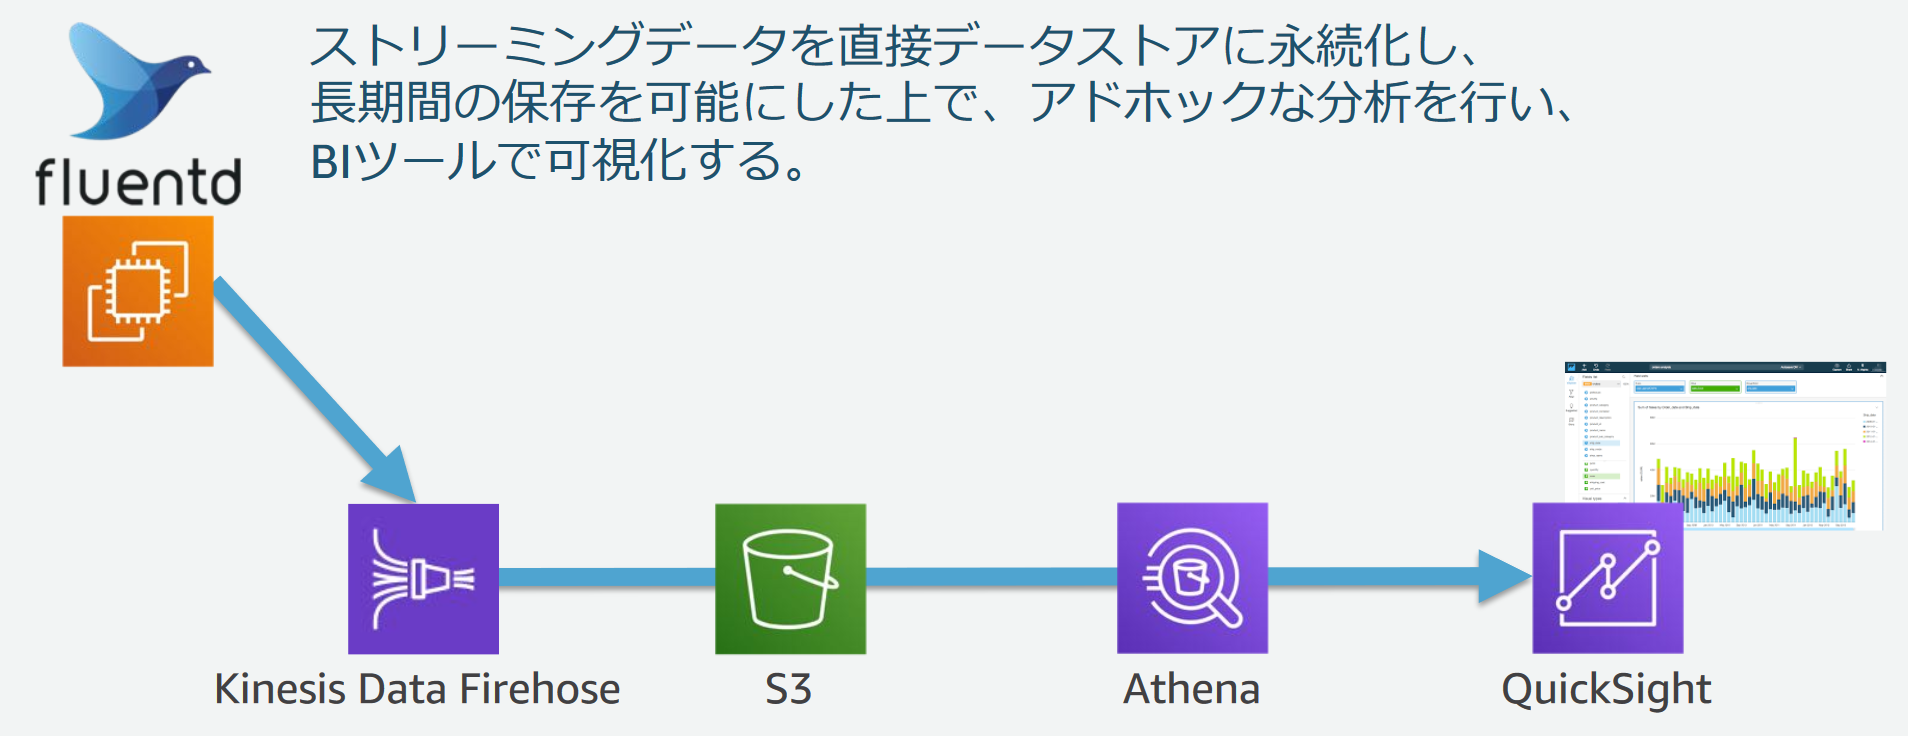 ストリーミングデータを直接データストアに永続化し、
長期間の保存を可能にした上で、アドホックな分析を行い、
BIツールで可視化する。
fluentd
Kinesis Data Firehose
S3
Athena
QuickSight